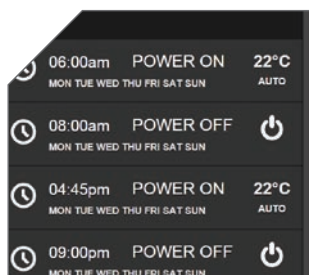 06:00am POWER ON 22°C
MON TUE WED THU FRI SAT SUN AUTO
08:00am POWER OFF
MON TUE WED THU FRI SAT SUN
04:45pm POWER ON 22°C
MON TUE WED THU FRI SAT SUN AUTO
09:00pm POWER OFF
MON TUE WED THU FRI SAT SUN